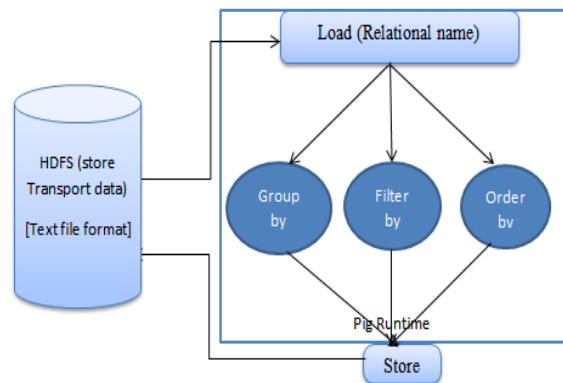 Load (Relational name)
HDFS (store
Transport data)
[Text file format]
Group
by
Filter
by
Order
by
Pig Runtime
Store